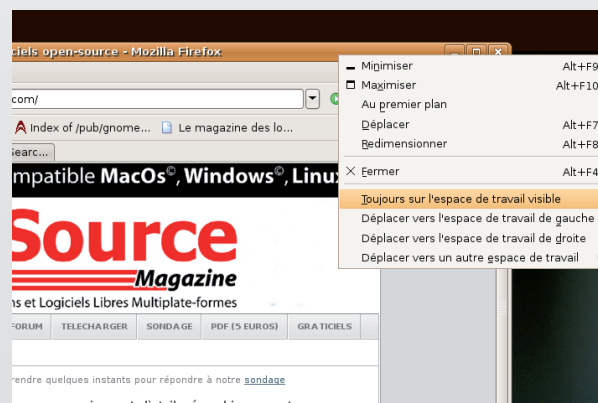 ciels open-source - Mozilla Firefox
Minimiser Alt+F9
Maximiser Alt+F10
Au premier plan
Déplacer Alt+F7
Redimensionner Alt+F8
Fermer Alt+F4
Toujours sur l'espace de travail visible
Déplacer vers l'espace de travail de gauche
Déplacer vers l'espace de travail de droite
Déplacer vers un autre espace de travail
com/
Index of /pub/gnome... Le magazine des lo...
Searc...
mpatible MacOs©, Windows©, Linu
Source
Magazine
ns et Logiciels Libres Multiplate-formes
FORUM TELECHARGER SONDAGE PDF (5 EUROS) GRATICIELS
rendre quelques instants pour répondre à notre sondage